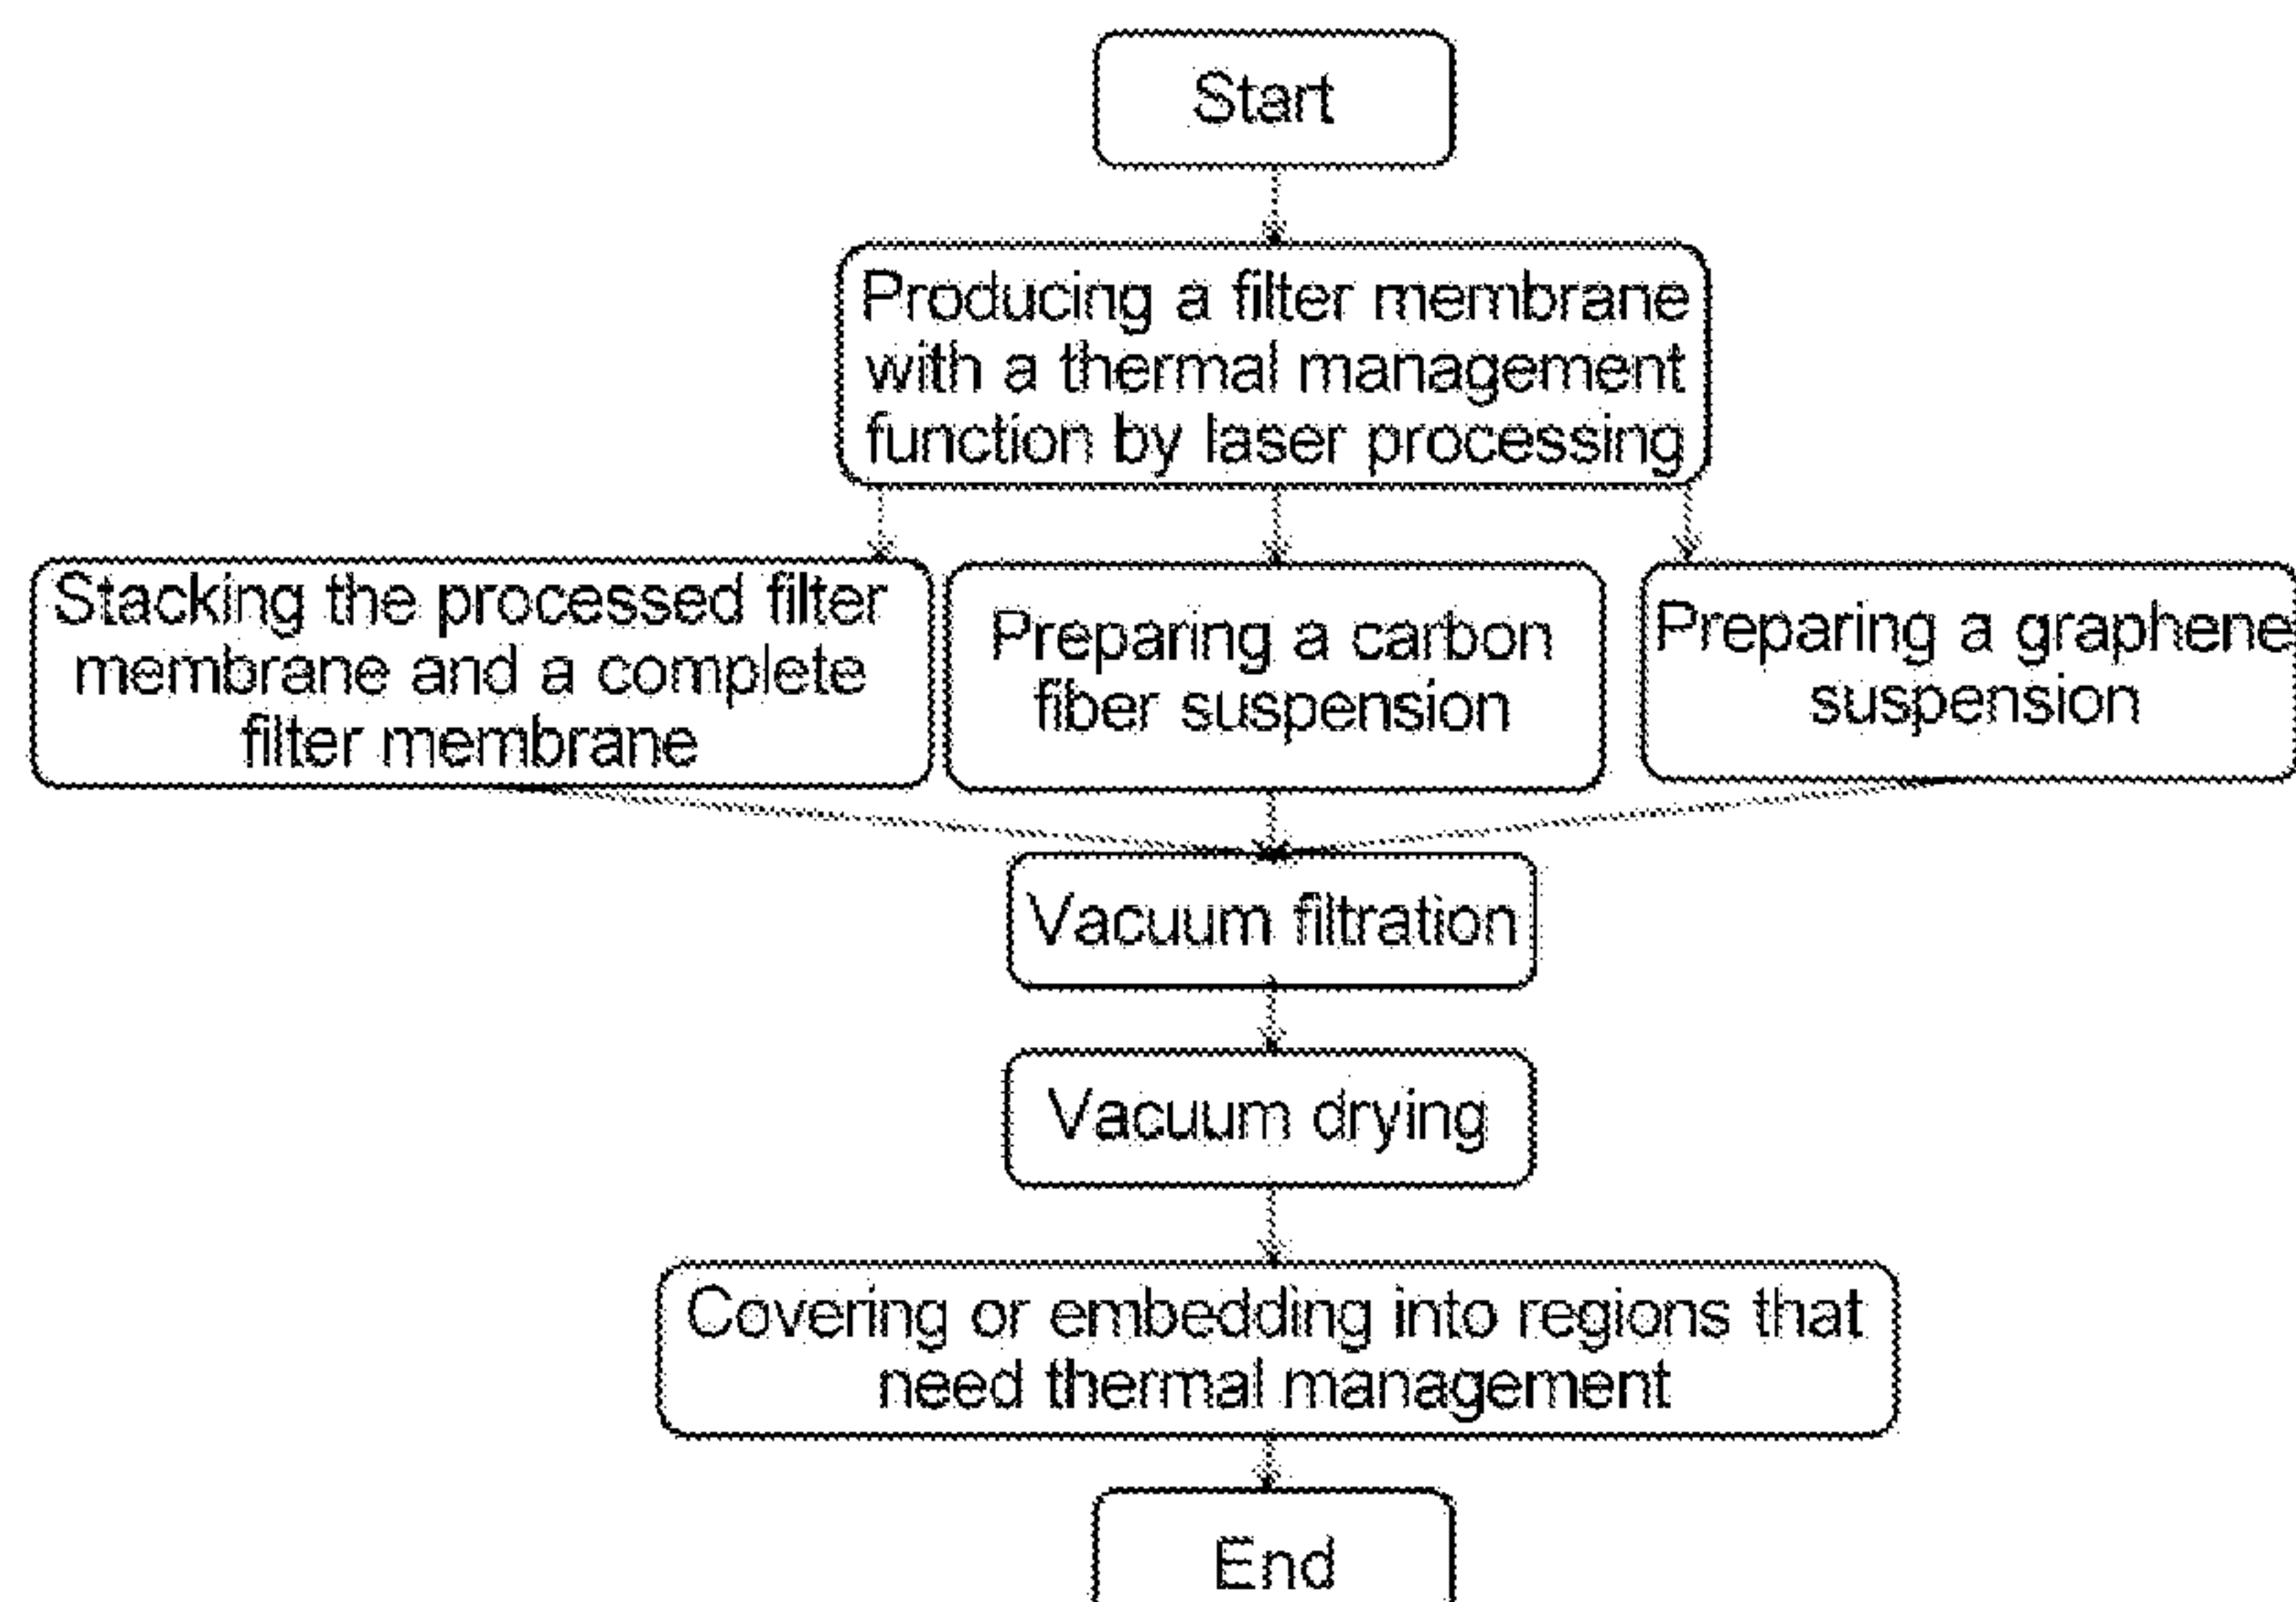 Start
Producing a filter membrane
with a thermal management
function by laser processing
Stacking the processed filter
membrane and a complete
filter membrane
Preparing a carbon
fiber suspension
Preparing a graphene
suspension
Vacuum filtration
Vacuum drying
Covering or embedding into regions that
need thermal management
End